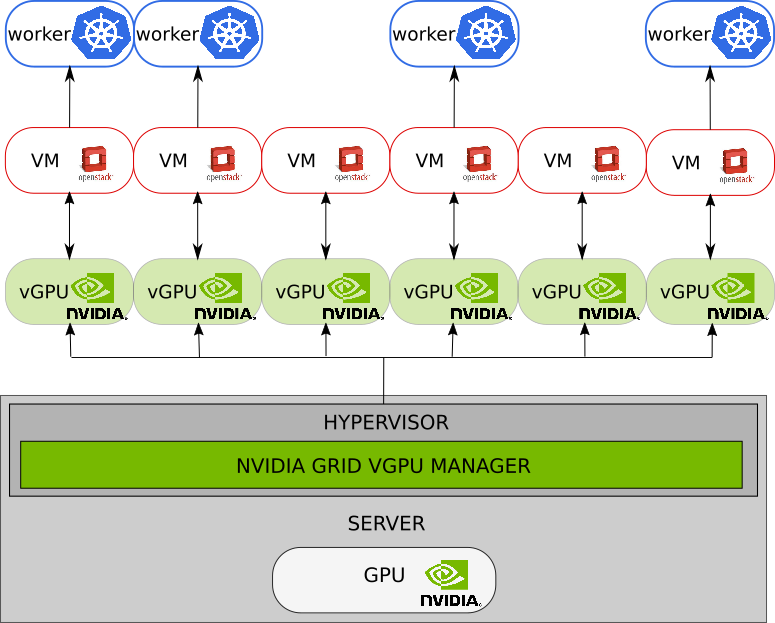 worker worker worker worker
VM VM VM VM VM VM
openstack openstack openstack openstack openstack openstack
vGPU vGPU vGPU vGPU vGPU vGPU
NVIDIA. NVIDIA. NVIDIA. NVIDIA. NVIDIA. NVIDIA.
HYPERVISOR
NVIDIA GRID VGPU MANAGER
SERVER
GPU
NVIDIA.